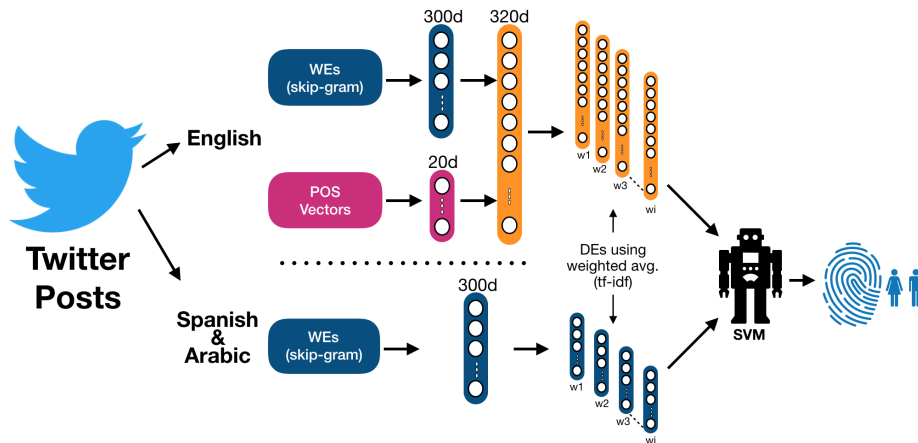 300d
320d
WEs
(skip-gram)
English
20d
POS
Vectors
w1
w2
w3
wi
Twitter
Posts
DEs using
weighted avg.
(tf-idf)
300d
Spanish
&
Arabic
WEs
(skip-gram)
SVM
w1
w2
w3
wi